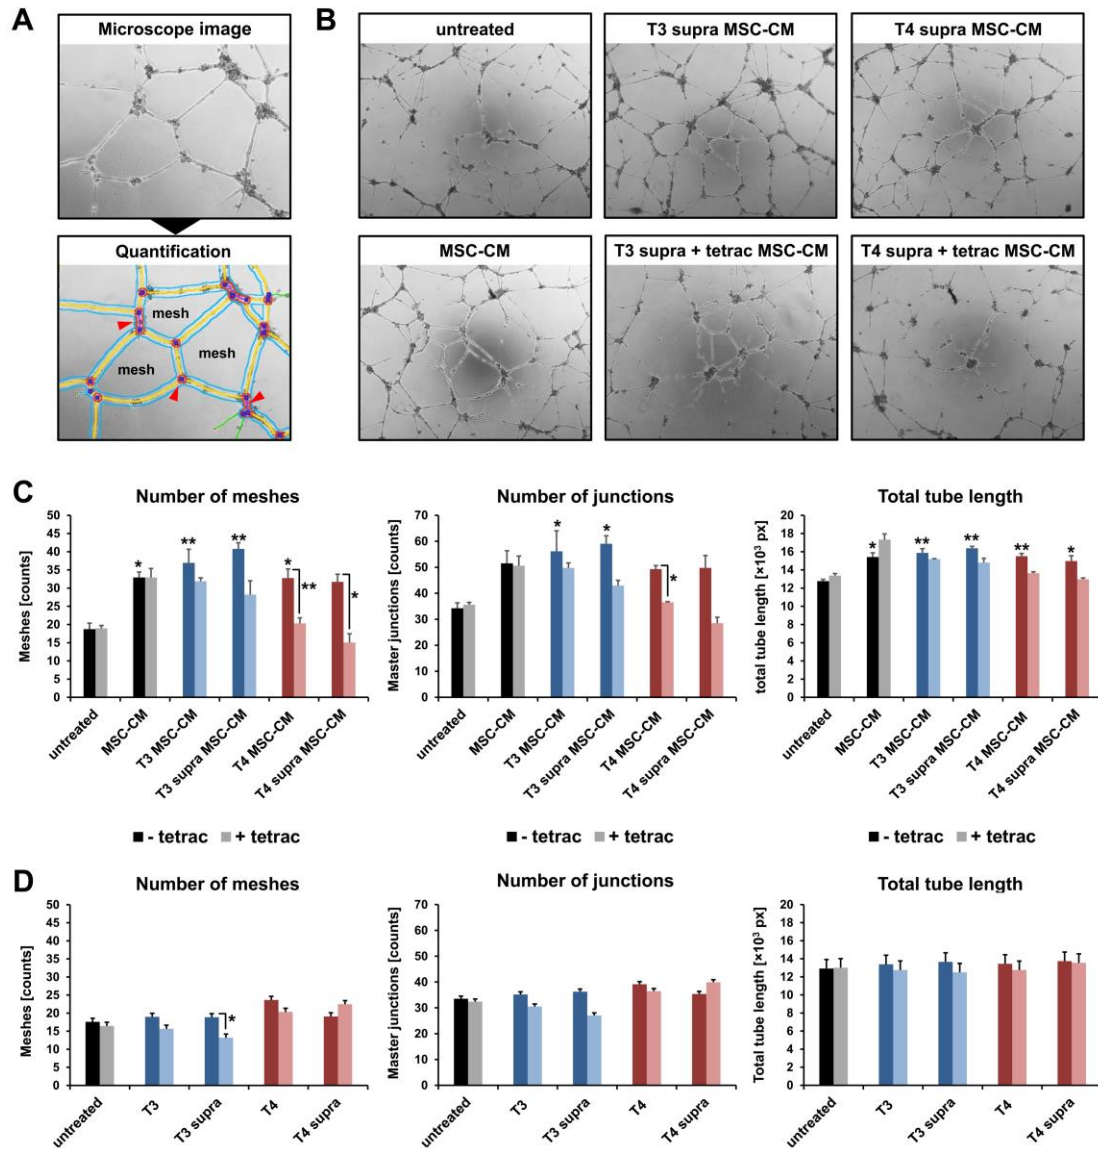 A
B
Microscope image
untreated
T3 supra MSC-CM
T4 supra MSC-CM
Quantification
MSC-CM
T3 supra + tetrac MSC-CM
T4 supra + tetrac MSC-CM
mesh
mesh
mesh
C
Number of meshes
Number of junctions
Total tube length
Meshes [counts]
50
45
40
35
30
25
20
15
10
5
0
*
**
**
*
**
*
untreated
MSC-CM
T3 MSC-CM
T3 supra MSC-CM
T4 MSC-CM
T4 supra MSC-CM
Master junctions [counts]
70
60
50
40
30
20
10
0
*
*
*
untreated
MSC-CM
T3 MSC-CM
T3 supra MSC-CM
T4 MSC-CM
T4 supra MSC-CM
total tube length [×10³ px]
20
18
16
14
12
10
8
6
4
2
0
*
**
**
**
*
untreated
MSC-CM
T3 MSC-CM
T3 supra MSC-CM
T4 MSC-CM
T4 supra MSC-CM
- tetrac + tetrac
- tetrac + tetrac
- tetrac + tetrac
D
Number of meshes
Number of junctions
Total tube length
Meshes [counts]
50
45
40
35
30
25
20
15
10
5
0
*
untreated
T3
T3 supra
T4
T4 supra
Master junctions [counts]
70
60
50
40
30
20
10
0
untreated
T3
T3 supra
T4
T4 supra
Total tube length [×10³ px]
20
18
16
14
12
10
8
6
4
2
0
untreated
T3
T3 supra
T4
T4 supra